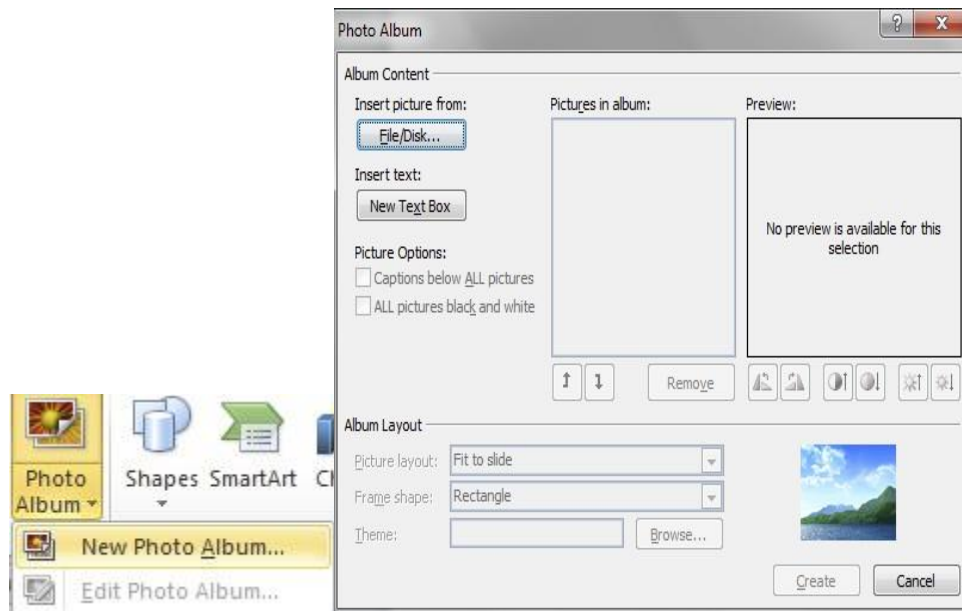 Photo Album
Album Content
Insert picture from:
Pictures in album:
Preview:
File/Disk...
Insert text:
New Text Box
No preview is available for this
selection
Picture Options:
Captions below ALL pictures
ALL pictures black and white
Remove
Album Layout
Picture layout: Fit to slide
Frame shape: Rectangle
Theme:
Browse...
Create
Cancel
Photo
Album
Shapes
SmartArt
New Photo Album...
Edit Photo Album...